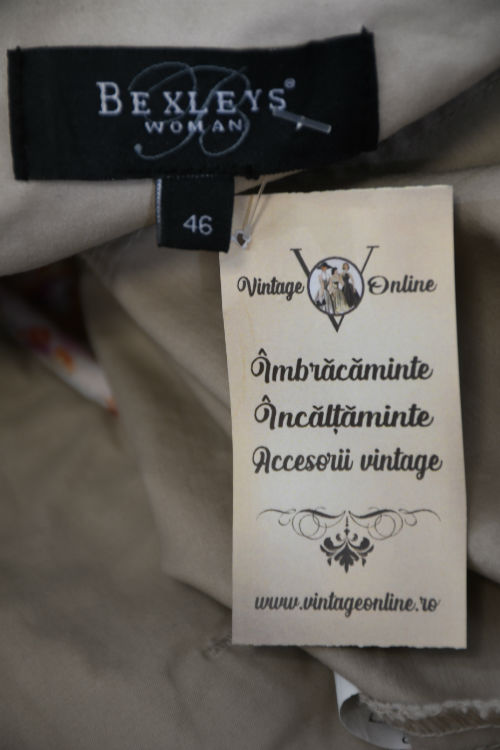 BEXLEYS®
WOMAN
46
Vintage V Online
Îmbrăcăminte
Încălțăminte
Accesorii vintage
www.vintageonline.ro